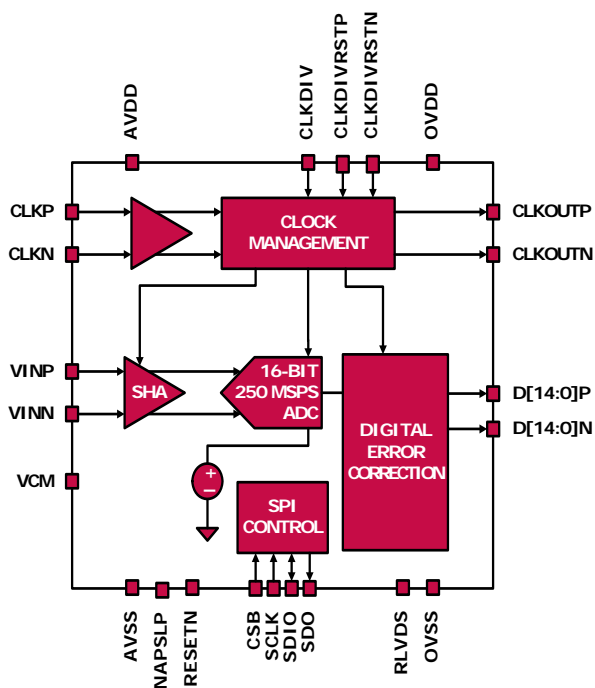 AVDD
CLKDIV
CLKDIVRSTP
CLKDIVRSTN
OVDD
CLKP
CLKN
CLOCK
MANAGEMENT
CLKOUTP
CLKOUTN
VINP
VINN
SHA
16-BIT
250 MSPS
ADC
D[14:0]P
D[14:0]N
DIGITAL
ERROR
CORRECTION
VCM
+
–
SPI
CONTROL
AVSS
NAPSLP
RESETN
CSB
SCLK
SDIO
SDO
RLVDS
OVSS